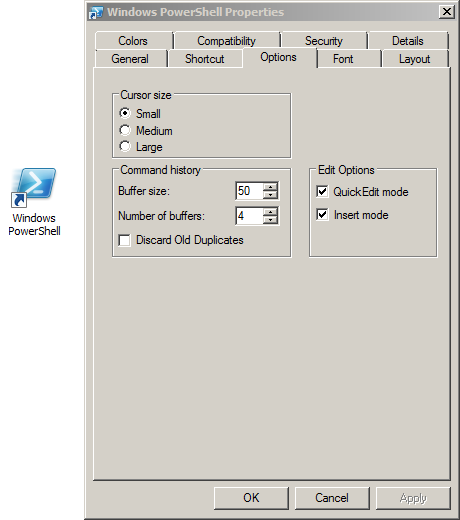 Windows PowerShell Properties
Colors Compatibility Security Details
General Shortcut Options Font Layout
Cursor size
Small
Medium
Large
Command history
Buffer size: 50
Number of buffers: 4
Discard Old Duplicates
Edit Options
QuickEdit mode
Insert mode
Windows
PowerShell
OK Cancel Apply